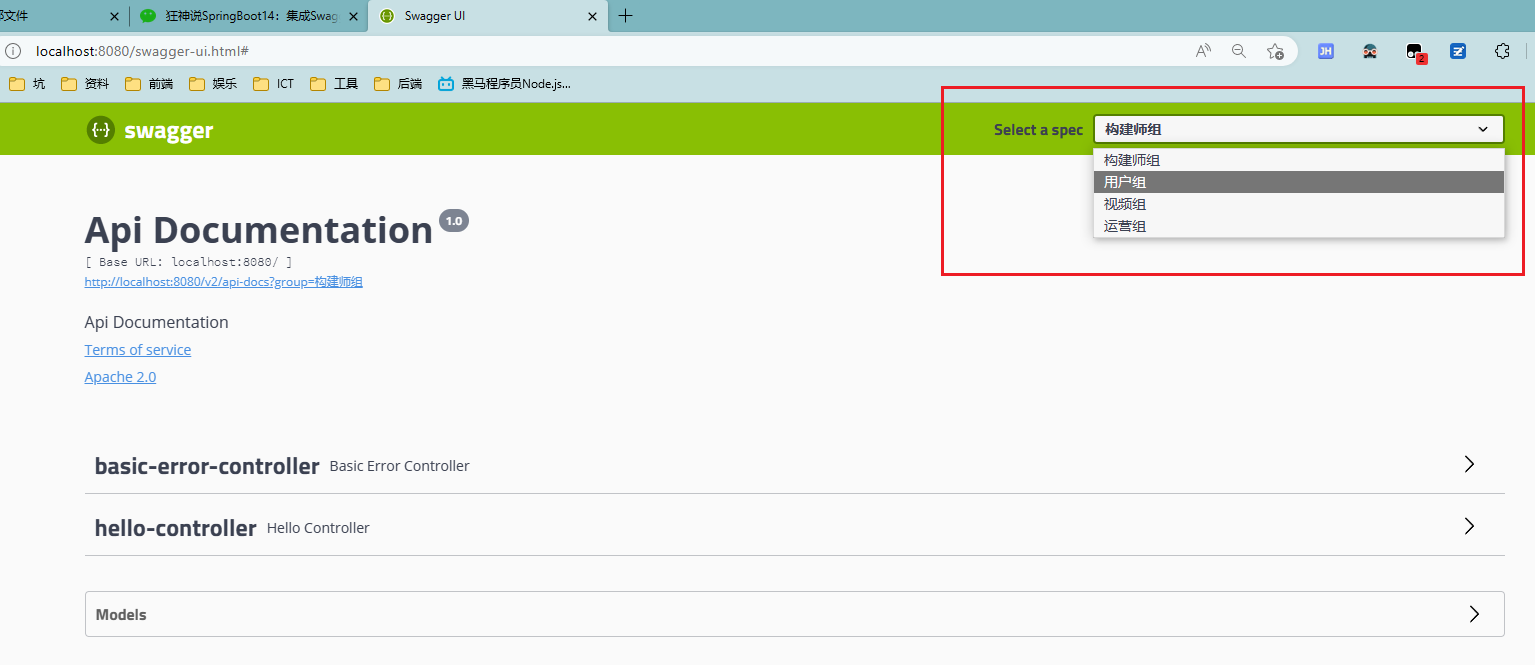 部文件
狂神说SpringBoot14：集成Swag
Swagger UI
localhost:8080/swagger-ui.html#
JH
2
坑
资料
前端
娱乐
ICT
工具
后端
黑马程序员Node.js...
swagger
Select a spec
构建师组
构建师组
用户组
视频组
运营组
Api Documentation 1.0
[ Base URL: localhost:8080/ ]
http://localhost:8080/v2/api-docs?group=构建师组
Api Documentation
Terms of service
Apache 2.0
basic-error-controller Basic Error Controller
hello-controller Hello Controller
Models